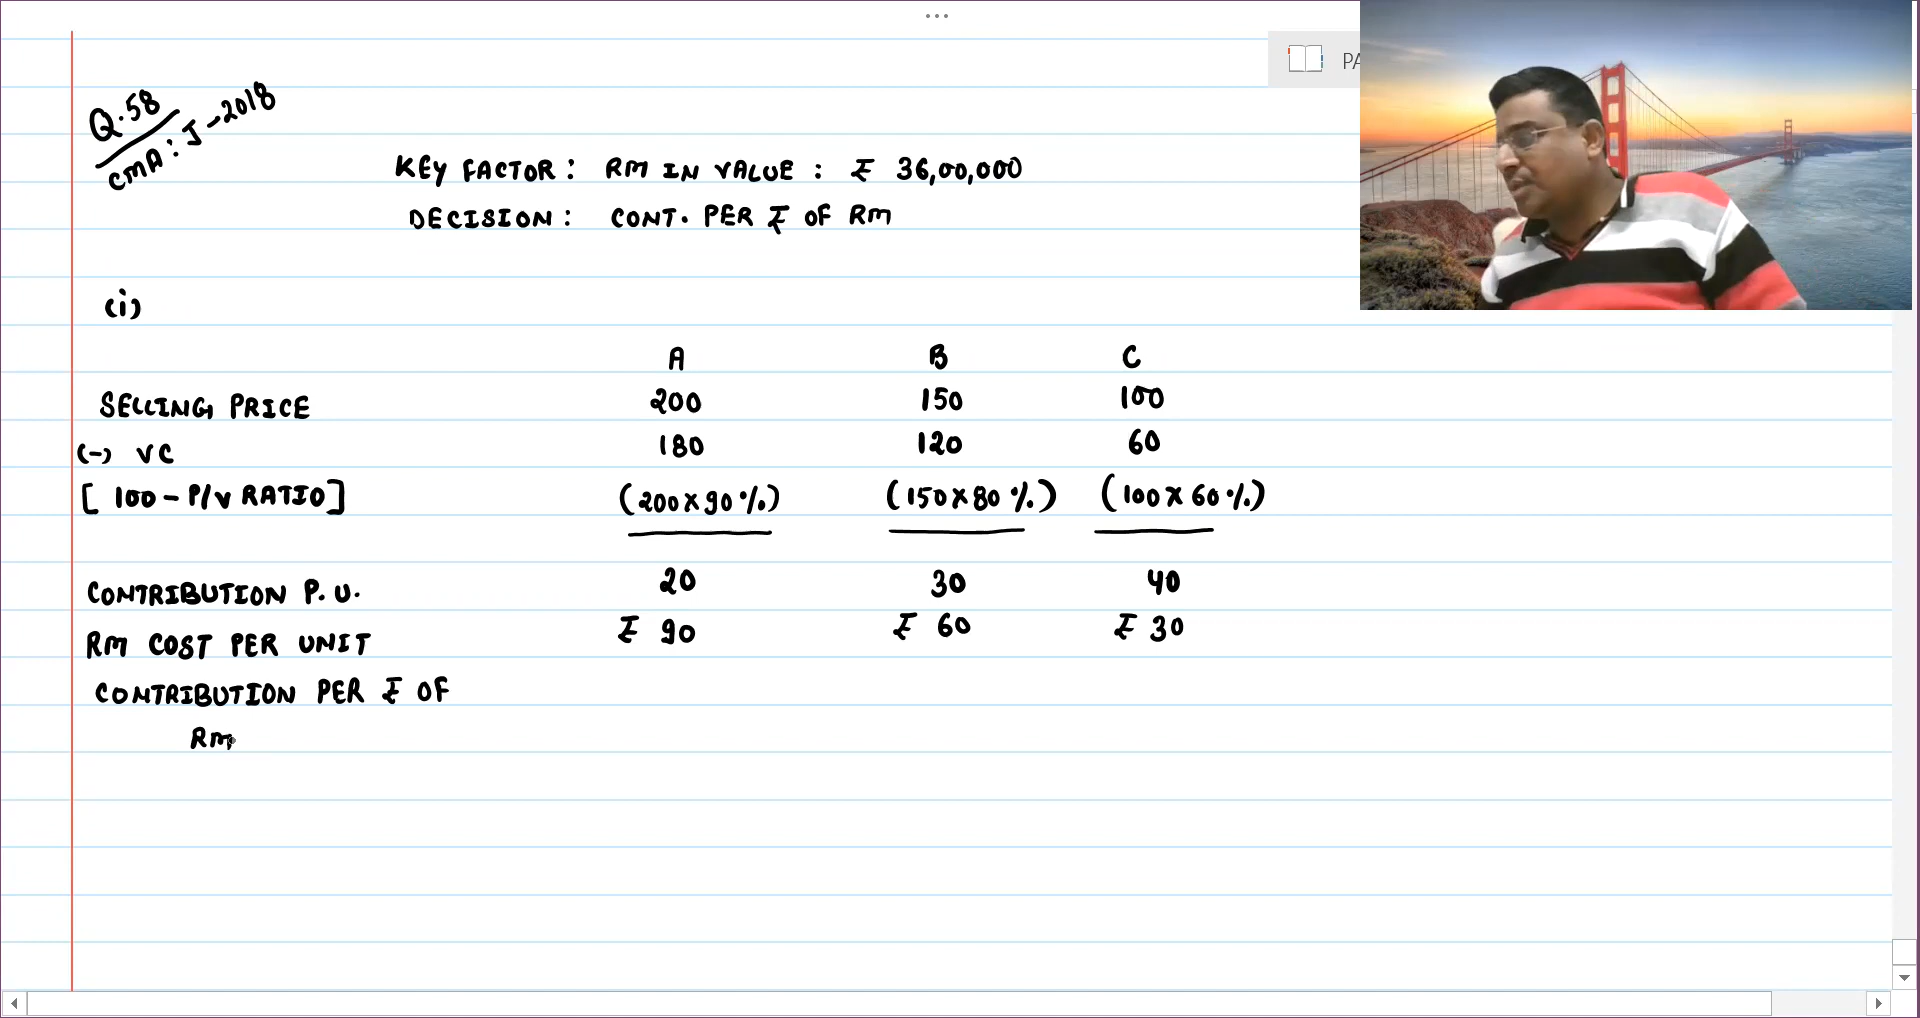 PA
Q.58
CMA: J-2018
KEY FACTOR: RM IN VALUE : ₹ 36,00,000
DECISION: CONT. PER ₹ OF RM
(i)
A B C
SELLING PRICE 200 150 100
(-) VC 180 120 60
[100 - P/V RATIO] (200 x 90%) (150 x 80%) (100 x 60%)
CONTRIBUTION P.U. 20 30 40
RM COST PER UNIT ₹ 90 ₹ 60 ₹ 30
CONTRIBUTION PER ₹ OF
RM